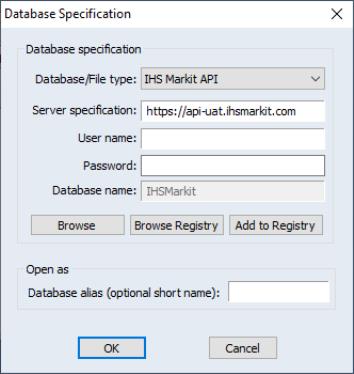 Database Specification
Database specification
Database/File type: IHS Markit API
Server specification: https://api-uat.ihsmarkit.com
User name:
Password:
Database name: IHSMarkit
Browse Browse Registry Add to Registry
Open as
Database alias (optional short name):
OK Cancel